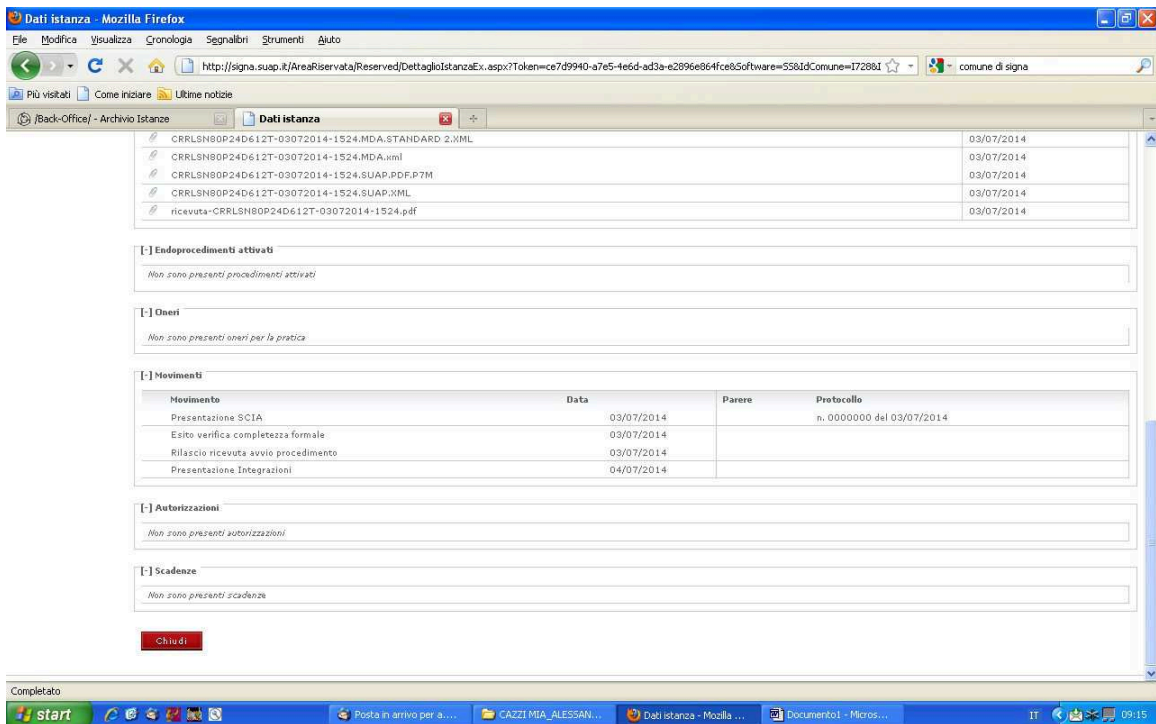 Dati istanza - Mozilla Firefox
File Modifica Visualizza Cronologia Segnalibri Strumenti Aiuto
http://signa.suap.it/AreaRiservata/Reserved/DettaglioIstanzaEx.aspx?Token=ce7d9940-a7e5-4e6d-ad3a-e2896e864fce&Software=SS&IdComune=I728&I comune di signa
Più visitati Come iniziare Ultime notizie
/Back-Office/ - Archivio Istanze Dati istanza
CRRLSN80P24D612T-03072014-1524.MDA.STANDARD 2.XML 03/07/2014
CRRLSN80P24D612T-03072014-1524.MDA.xml 03/07/2014
CRRLSN80P24D612T-03072014-1524.SUAP.PDF.P7M 03/07/2014
CRRLSN80P24D612T-03072014-1524.SUAP.XML 03/07/2014
ricevuta-CRRLSN80P24D612T-03072014-1524.pdf 03/07/2014
[-] Endoprocedimenti attivati
Non sono presenti procedimenti attivati
[-] Oneri
Non sono presenti oneri per la pratica
[-] Movimenti
Movimento Data Parere Protocollo
Presentazione SCIA 03/07/2014 n. 0000000 del 03/07/2014
Esito verifica completezza formale 03/07/2014
Rilascio ricevuta avvio procedimento 03/07/2014
Presentazione Integrazioni 04/07/2014
[-] Autorizzazioni
Non sono presenti autorizzazioni
[-] Scadenze
Non sono presenti scadenze
Chiudi
Completato
start Posta in arrivo per a.... CAZZI MIA_ALESSAN... Dati istanza - Mozilla ... Documento1 - Micros... IT 09:15